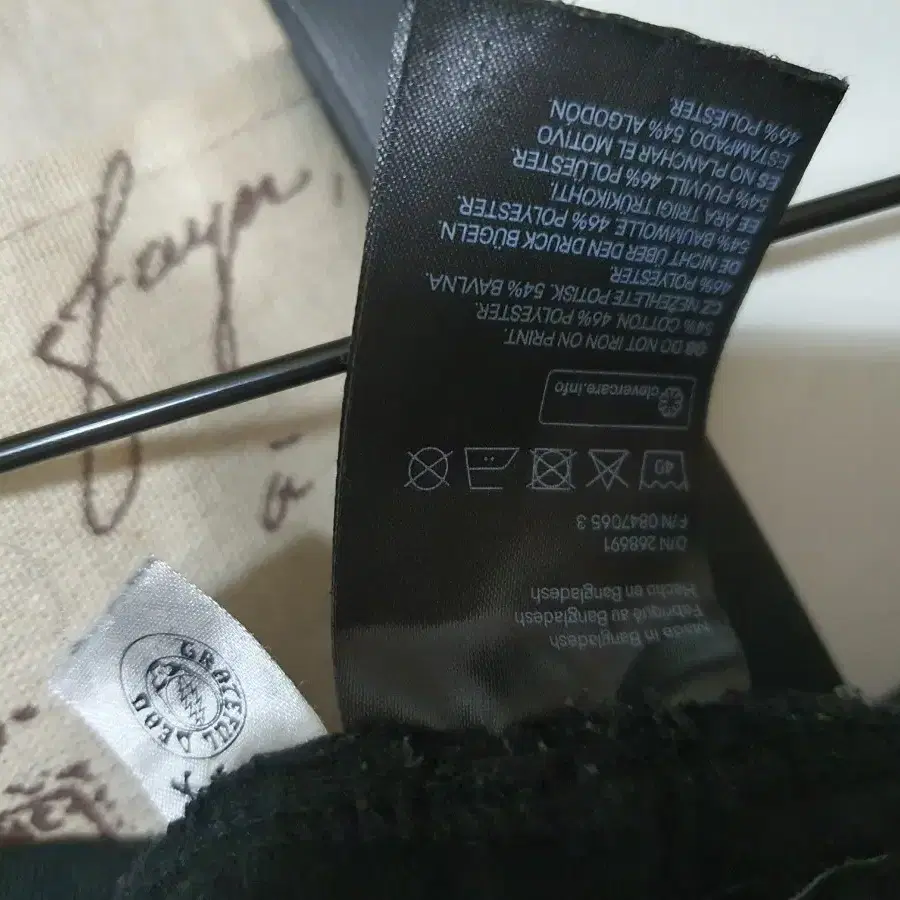 Made in Bangladesh
Fabriqué au Bangladesh
Hecho en Bangladesh
O/N 268691
F/N 0847065 3
40
clevercare.info
GB DO NOT IRON ON PRINT.
54% COTTON, 46% POLYESTER.
CZ NEŽEHLETE POTISK. 54% BAVLNA,
46% POLYESTER.
DE NICHT ÜBER DEN DRUCK BÜGELN
54% BAUMWOLLE, 46% POLYESTER.
EE ÄRA TRIIGI TRÜKIKOHTI.
54% PUUVILL, 46% POLÜESTER.
ES NO PLANCHAR EL MOTIVO
ESTAMPADO. 54% ALGODÓN,
46% POLIÉSTER.
GRATEFUL DEAD